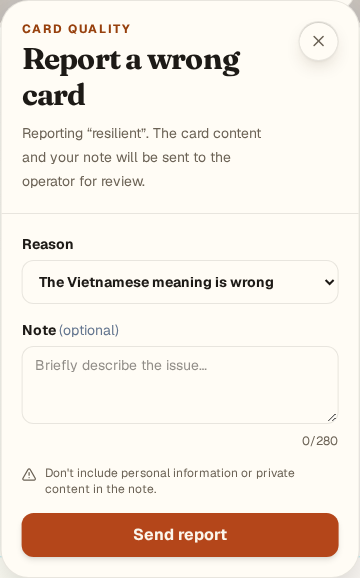 CARD QUALITY
Report a wrong
card
Reporting “resilient”. The card content
and your note will be sent to the
operator for review.
Reason
The Vietnamese meaning is wrong
Note (optional)
Briefly describe the issue...
0/280
Don't include personal information or private
content in the note.
Send report